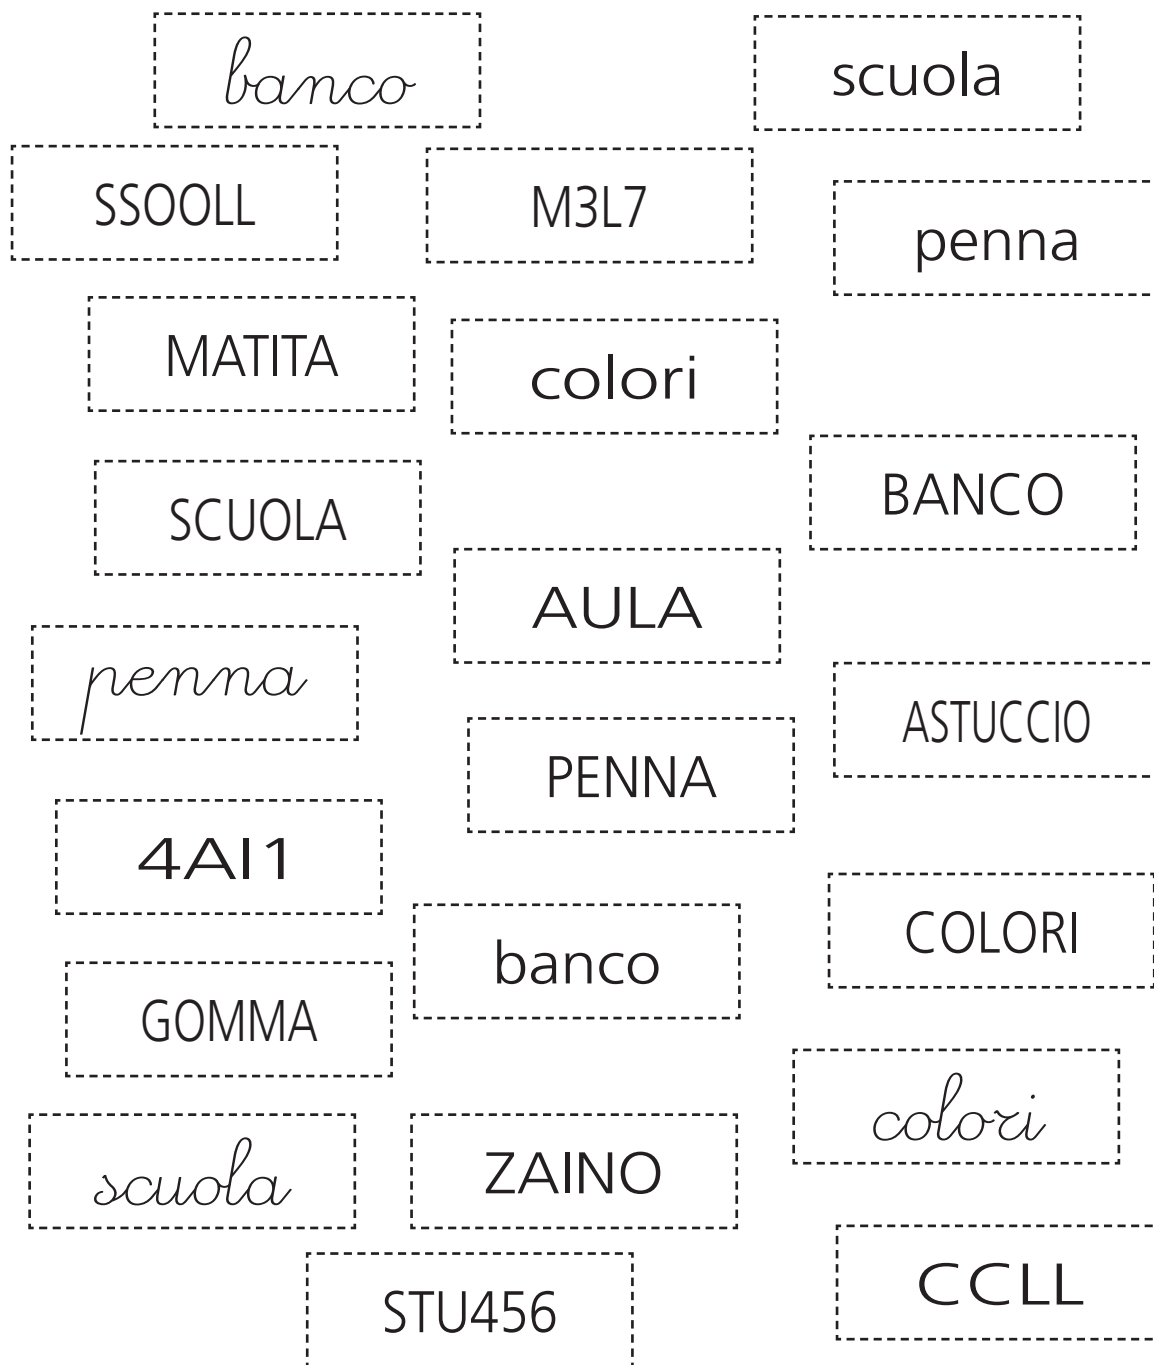 banco
scuola
SSOOLL
M3L7
penna
MATITA
colori
BANCO
SCUOLA
AULA
penna
ASTUCCIO
PENNA
4AI1
COLORI
banco
GOMMA
colori
scuola
ZAINO
CCLL
STU456